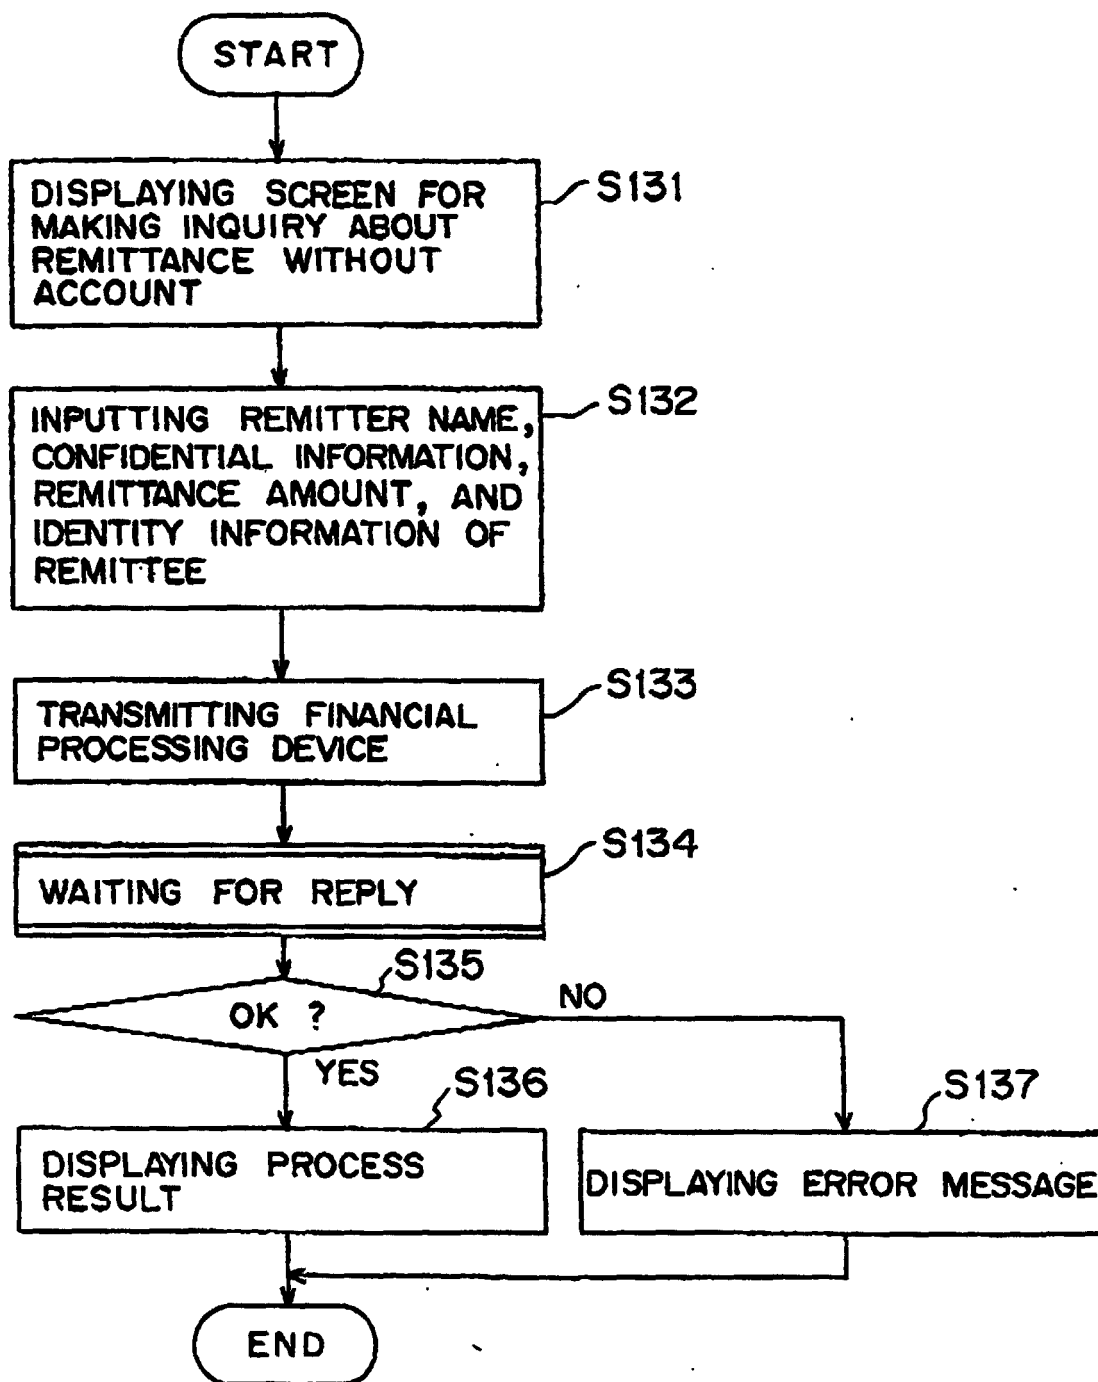 START
S131
DISPLAYING SCREEN FOR
MAKING INQUIRY ABOUT
REMITTANCE WITHOUT
ACCOUNT
S132
INPUTTING REMITTER NAME,
CONFIDENTIAL INFORMATION,
REMITTANCE AMOUNT, AND
IDENTITY INFORMATION OF
REMITTEE
S133
TRANSMITTING FINANCIAL
PROCESSING DEVICE
S134
WAITING FOR REPLY
S135
OK ?
NO
YES
S136
S137
DISPLAYING PROCESS
RESULT
DISPLAYING ERROR MESSAGE
END